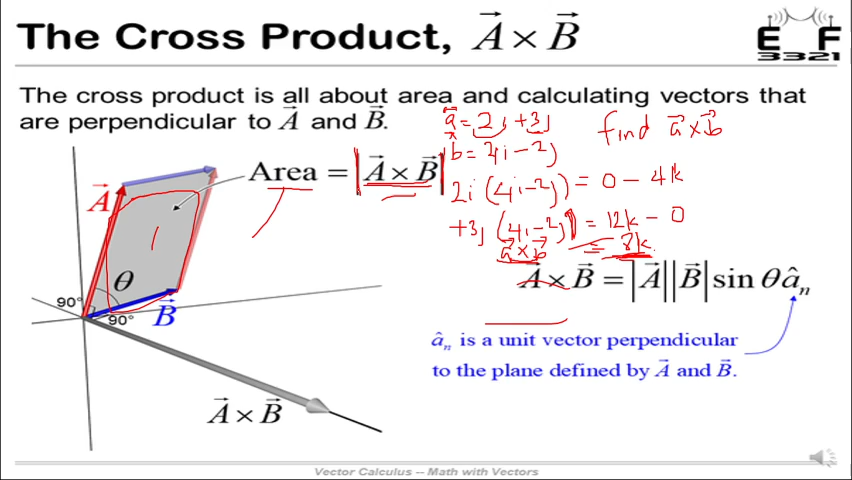 The Cross Product, A⃗ × B⃗
E F
3321
The cross product is all about area and calculating vectors that
are perpendicular to A⃗ and B⃗.
a⃗ = 2i + 3j find a⃗ × b⃗
b = 4i - 2j
Area = |A⃗ × B⃗|
2i (4i - 2j) = 0 - 4k
+3j (4i - 2j) = 12k - 0
a⃗ × b⃗ = 8k
A⃗
θ
90°
90°
B⃗
A⃗ × B⃗
A⃗ × B⃗ = |A⃗||B⃗| sin θ âₙ
âₙ is a unit vector perpendicular
to the plane defined by A⃗ and B⃗.
Vector Calculus -- Math with Vectors